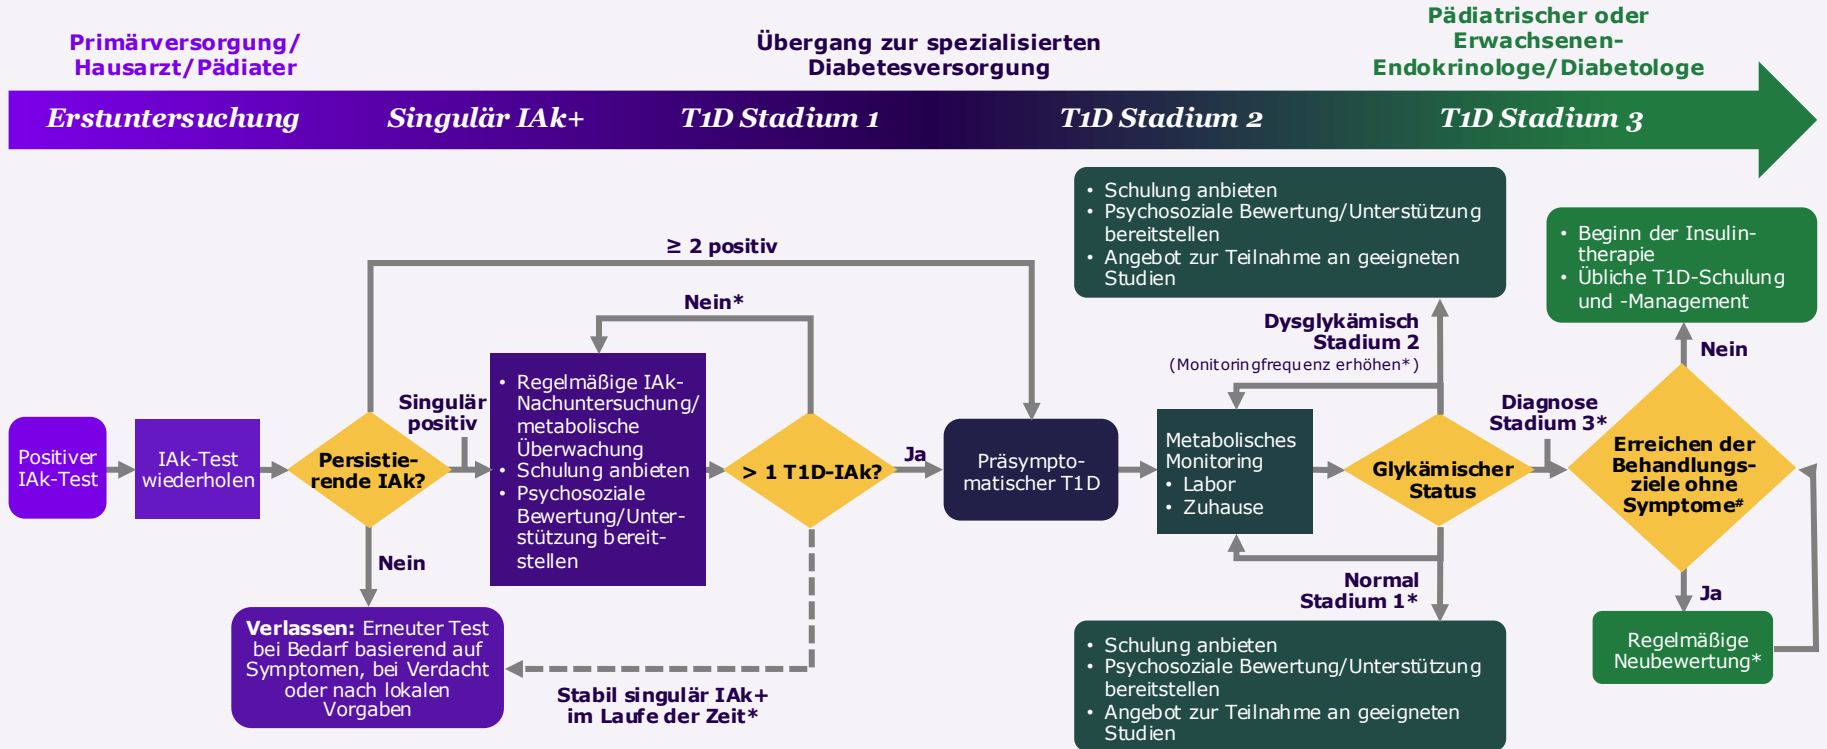 Primärversorgung/
Hausarzt/Pädiater
Übergang zur spezialisierten
Diabetesversorgung
Pädiatrischer oder
Erwachsenen-
Endokrinologe/Diabetologe
Erstuntersuchung
Singulär IAk+
T1D Stadium 1
T1D Stadium 2
T1D Stadium 3
Positiver
IAk-Test
IAk-Test
wiederholen
Persistie-
rende IAk?
≥ 2 positiv
Singulär
positiv
Nein
Verlassen: Erneuter Test
bei Bedarf basierend auf
Symptomen, bei Verdacht
oder nach lokalen
Vorgaben
Nein*
• Regelmäßige IAk-
Nachuntersuchung/
metabolische
Überwachung
• Schulung anbieten
• Psychosoziale
Bewertung/Unter-
stützung bereit-
stellen
> 1 T1D-IAk?
Ja
Stabil singulär IAk+
im Laufe der Zeit*
Präsympto-
matischer T1D
Metabolisches
Monitoring
• Labor
• Zuhause
Glykämischer
Status
Dysglykämisch
Stadium 2
(Monitoringfrequenz erhöhen*)
• Schulung anbieten
• Psychosoziale Bewertung/Unterstützung
bereitstellen
• Angebot zur Teilnahme an geeigneten
Studien
Normal
Stadium 1*
• Schulung anbieten
• Psychosoziale Bewertung/Unterstützung
bereitstellen
• Angebot zur Teilnahme an geeigneten
Studien
Diagnose
Stadium 3*
Erreichen der
Behandlungs-
ziele ohne
Symptome#
Nein
• Beginn der Insulin-
therapie
• Übliche T1D-Schulung
und -Management
Ja
Regelmäßige
Neubewertung*